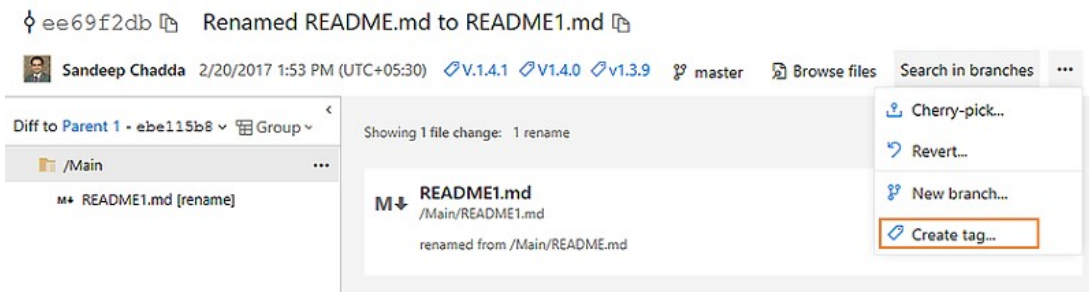 ee69f2db Renamed README.md to README1.md
Sandeep Chadda 2/20/2017 1:53 PM (UTC+05:30) V.1.4.1 V1.4.0 v1.3.9 master Browse files Search in branches ...
Diff to Parent 1 - ebe115b8 Group
Showing 1 file change: 1 rename
/Main ...
M↓ README1.md [rename]
M↓ README1.md
/Main/README1.md
renamed from /Main/README.md
Cherry-pick...
Revert...
New branch...
Create tag...